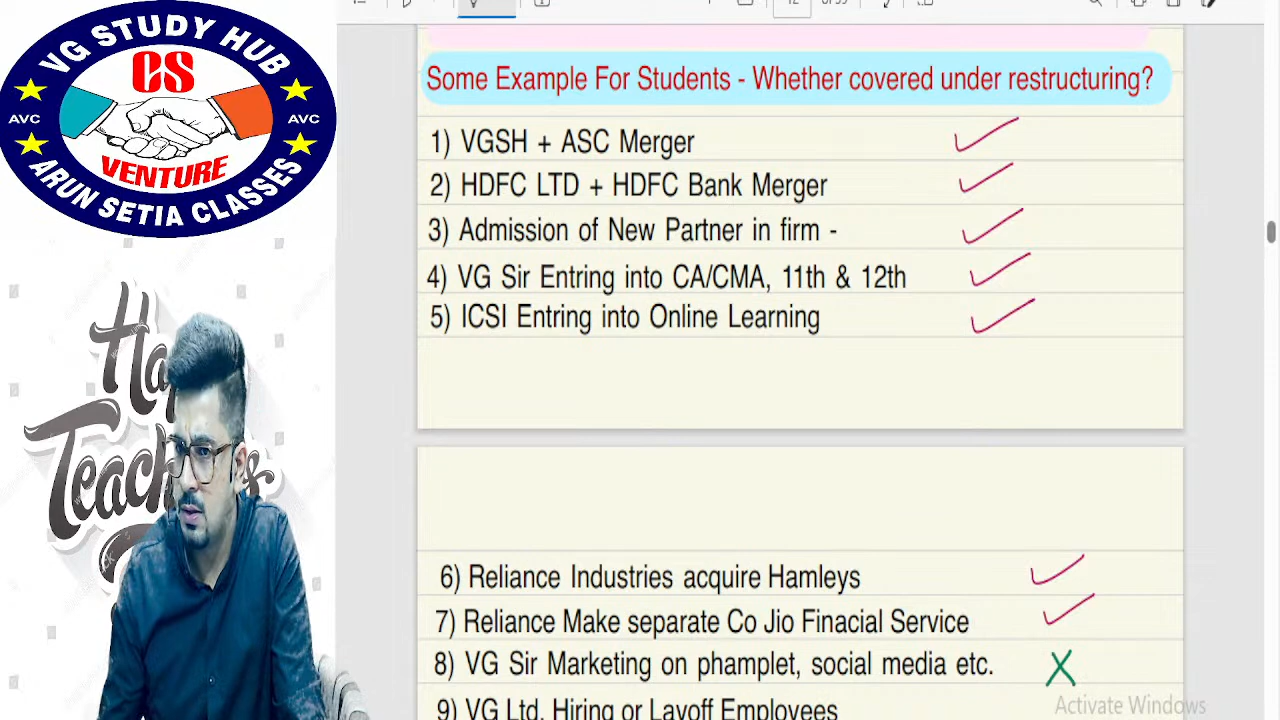 VG STUDY HUB
CS
VENTURE
AVC
AVC
ARUN SETIA CLASSES
Some Example For Students - Whether covered under restructuring?
1) VGSH + ASC Merger
2) HDFC LTD + HDFC Bank Merger
3) Admission of New Partner in firm -
4) VG Sir Entring into CA/CMA, 11th & 12th
5) ICSI Entring into Online Learning
6) Reliance Industries acquire Hamleys
7) Reliance Make separate Co Jio Finacial Service
8) VG Sir Marketing on phamplet, social media etc.
9) VG Ltd. Hiring or Layoff Employees
Activate Windows